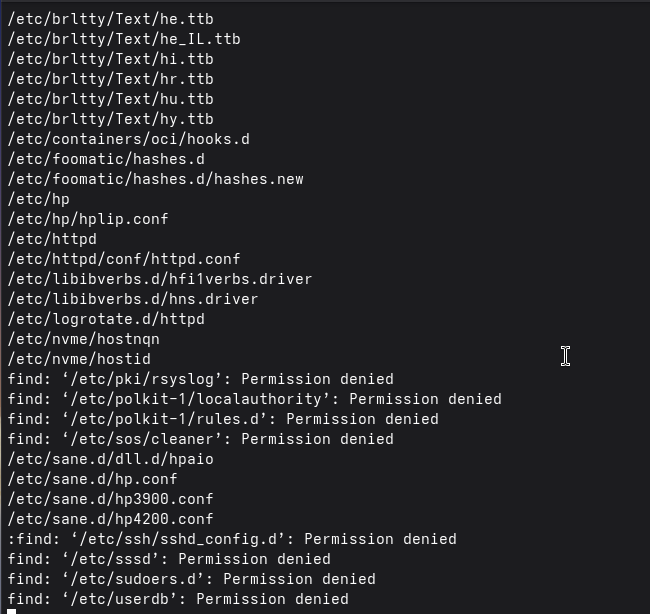 /etc/brltty/Text/he.ttb
/etc/brltty/Text/he_IL.ttb
/etc/brltty/Text/hi.ttb
/etc/brltty/Text/hr.ttb
/etc/brltty/Text/hu.ttb
/etc/brltty/Text/hy.ttb
/etc/containers/oci/hooks.d
/etc/foomatic/hashes.d
/etc/foomatic/hashes.d/hashes.new
/etc/hp
/etc/hp/hplip.conf
/etc/httpd
/etc/httpd/conf/httpd.conf
/etc/libibverbs.d/hfi1verbs.driver
/etc/libibverbs.d/hns.driver
/etc/logrotate.d/httpd
/etc/nvme/hostnqn
/etc/nvme/hostid
find: ‘/etc/pki/rsyslog’: Permission denied
find: ‘/etc/polkit-1/localauthority’: Permission denied
find: ‘/etc/polkit-1/rules.d’: Permission denied
find: ‘/etc/sos/cleaner’: Permission denied
/etc/sane.d/dll.d/hpaio
/etc/sane.d/hp.conf
/etc/sane.d/hp3900.conf
/etc/sane.d/hp4200.conf
:find: ‘/etc/ssh/sshd_config.d’: Permission denied
find: ‘/etc/sssd’: Permission denied
find: ‘/etc/sudoers.d’: Permission denied
find: ‘/etc/userdb’: Permission denied